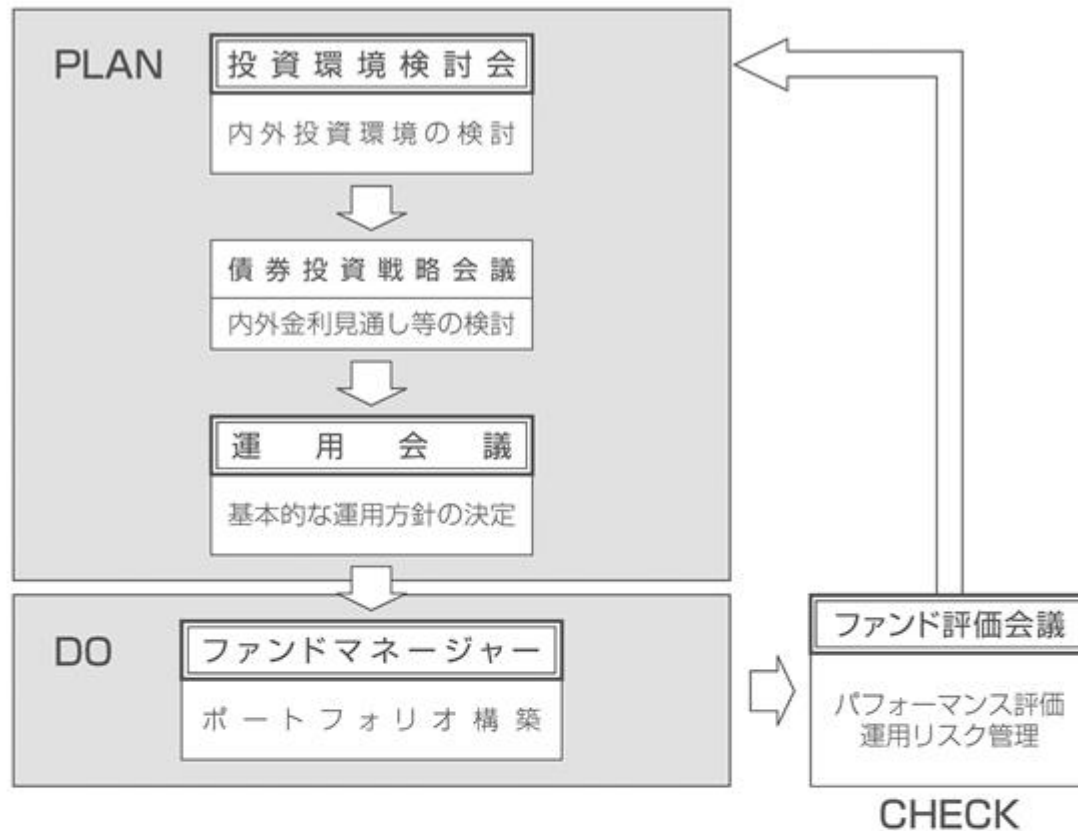 PLAN
投資環境検討会
内外投資環境の検討
債券投資戦略会議
内外金利見通し等の検討
運用会議
基本的な運用方針の決定
DO
ファンドマネージャー
ポートフォリオ構築
ファンド評価会議
パフォーマンス評価
運用リスク管理
CHECK